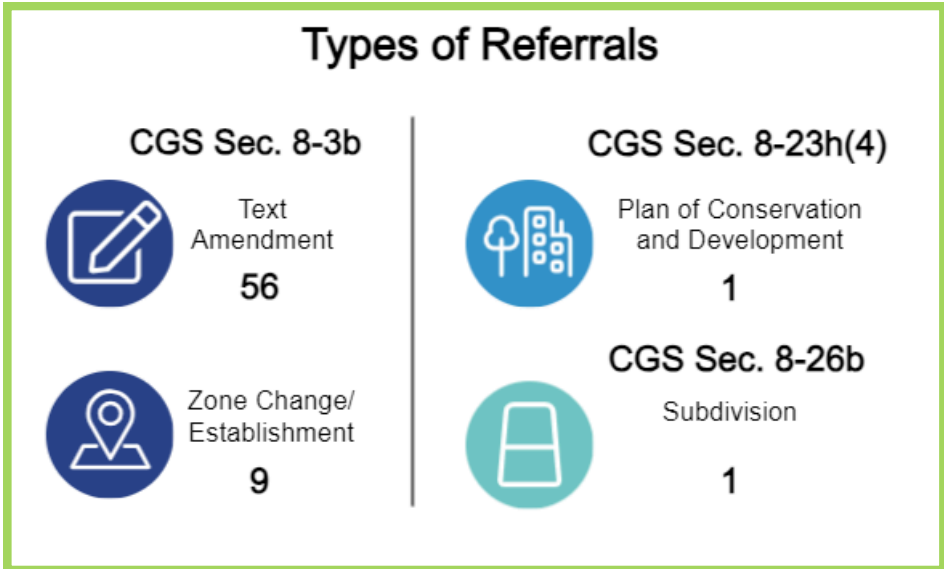 Types of Referrals
CGS Sec. 8-3b
Text
Amendment
56
Zone Change/
Establishment
9
CGS Sec. 8-23h(4)
Plan of Conservation
and Development
1
CGS Sec. 8-26b
Subdivision
1